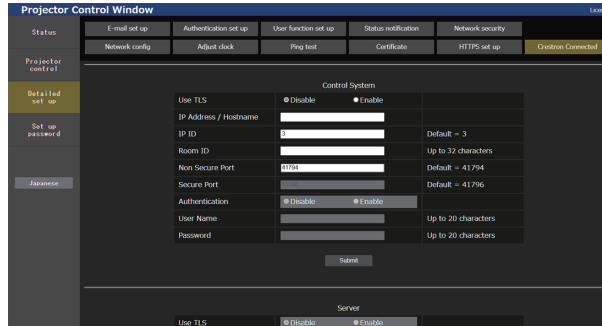 Projector Control Window
Status
E-mail set up
Authentication set up
User function set up
Status notification
Network security
Network config
Adjust clock
Ping test
Certificate
HTTPS set up
Crestron Connected
Projector
control
Detailed
set up
Set up
password
Japanese
Control System
Use TLS Disable Enable
IP Address / Hostname
IP ID 3 Default = 3
Room ID Up to 32 characters
Non Secure Port 41794 Default = 41794
Secure Port Default = 41796
Authentication Disable Enable
User Name Up to 20 characters
Password Up to 20 characters
Submit
Server
Use TLS Disable Enable